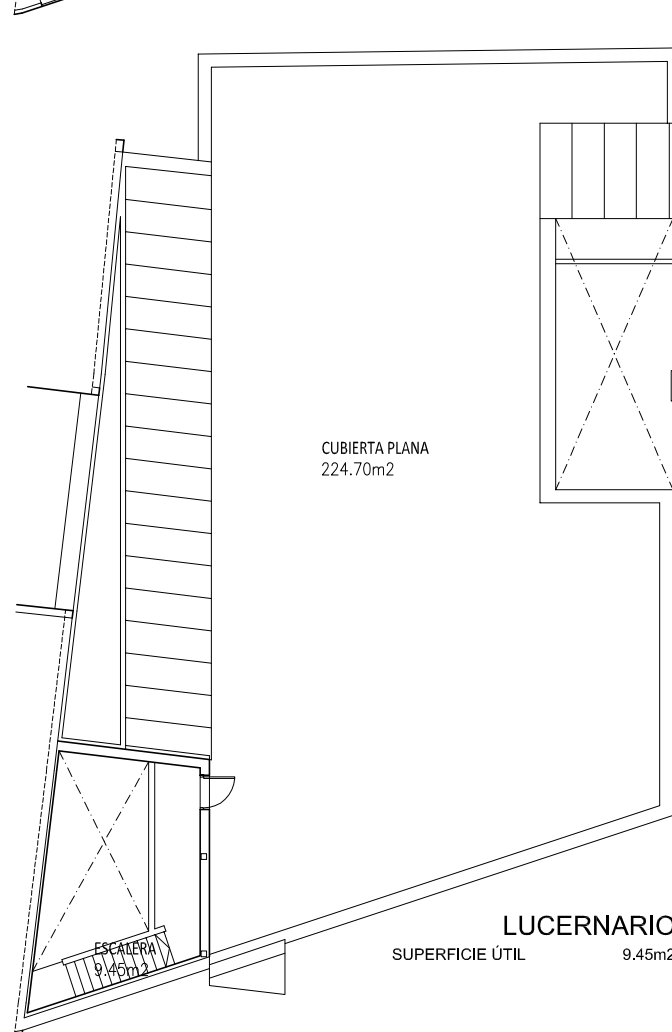 CUBIERTA PLANA
224.70m2
ESCALERA
9.45m2
LUCERNARIO
SUPERFICIE ÚTIL 9.45m2